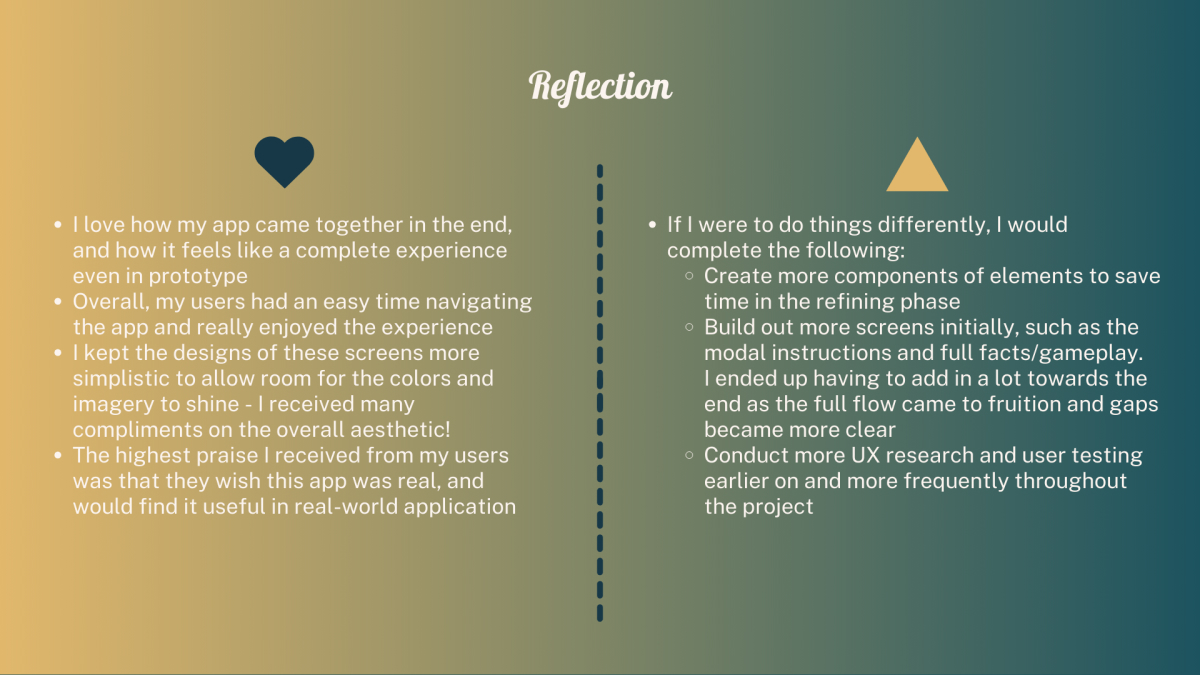 Reflection
• I love how my app came together in the end,
and how it feels like a complete experience
even in prototype
• Overall, my users had an easy time navigating
the app and really enjoyed the experience
• I kept the designs of these screens more
simplistic to allow room for the colors and
imagery to shine - I received many
compliments on the overall aesthetic!
• The highest praise I received from my users
was that they wish this app was real, and
would find it useful in real-world application
• If I were to do things differently, I would
complete the following:
○ Create more components of elements to save
time in the refining phase
○ Build out more screens initially, such as the
modal instructions and full facts/gameplay.
I ended up having to add in a lot towards the
end as the full flow came to fruition and gaps
became more clear
○ Conduct more UX research and user testing
earlier on and more frequently throughout
the project